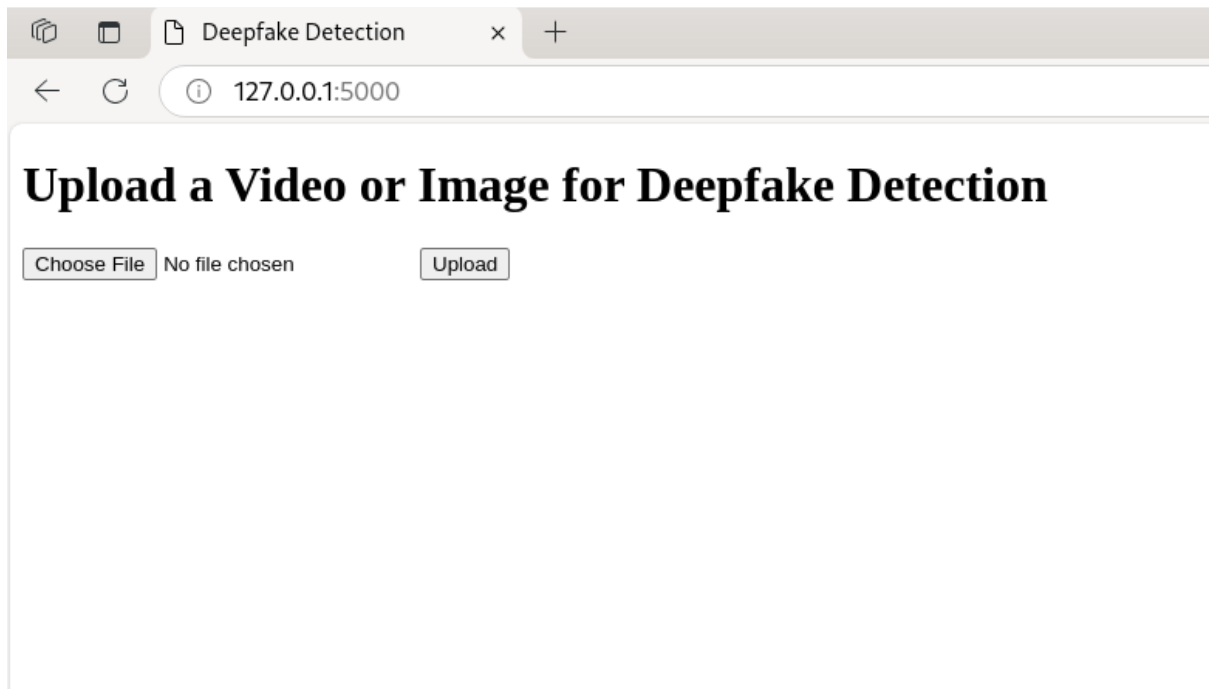 Deepfake Detection
127.0.0.1:5000
Upload a Video or Image for Deepfake Detection
Choose File No file chosen Upload